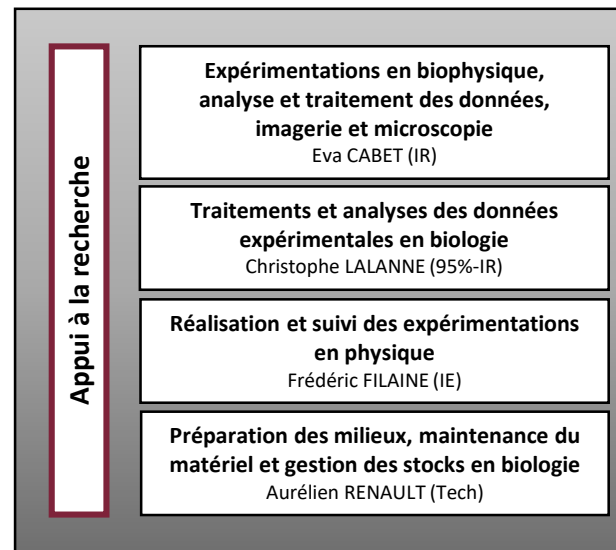 Appui à la recherche
Expérimentations en biophysique,
analyse et traitement des données,
imagerie et microscopie
Eva CABET (IR)
Traitements et analyses des données
expérimentales en biologie
Christophe LALANNE (95%-IR)
Réalisation et suivi des expérimentations
en physique
Frédéric FILAINE (IE)
Préparation des milieux, maintenance du
matériel et gestion des stocks en biologie
Aurélien RENAULT (Tech)